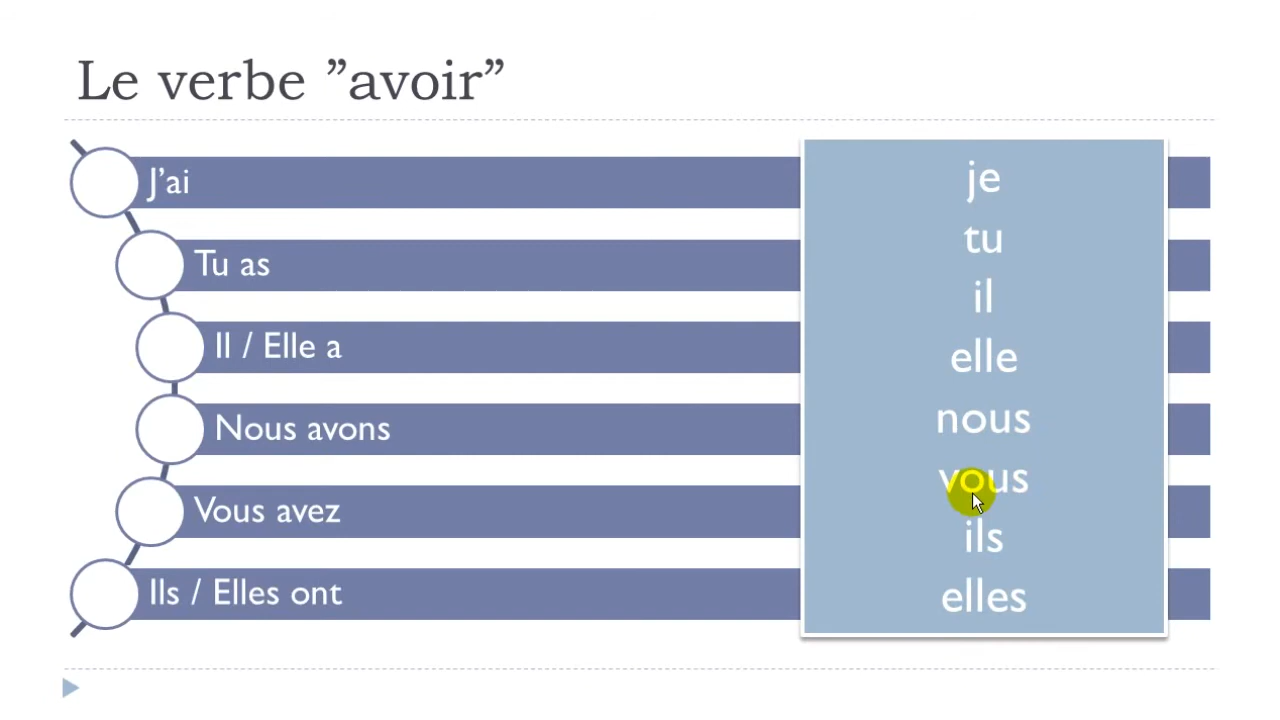 Le verbe ”avoir”
J’ai
Tu as
Il / Elle a
Nous avons
Vous avez
Ils / Elles ont
je
tu
il
elle
nous
vous
ils
elles